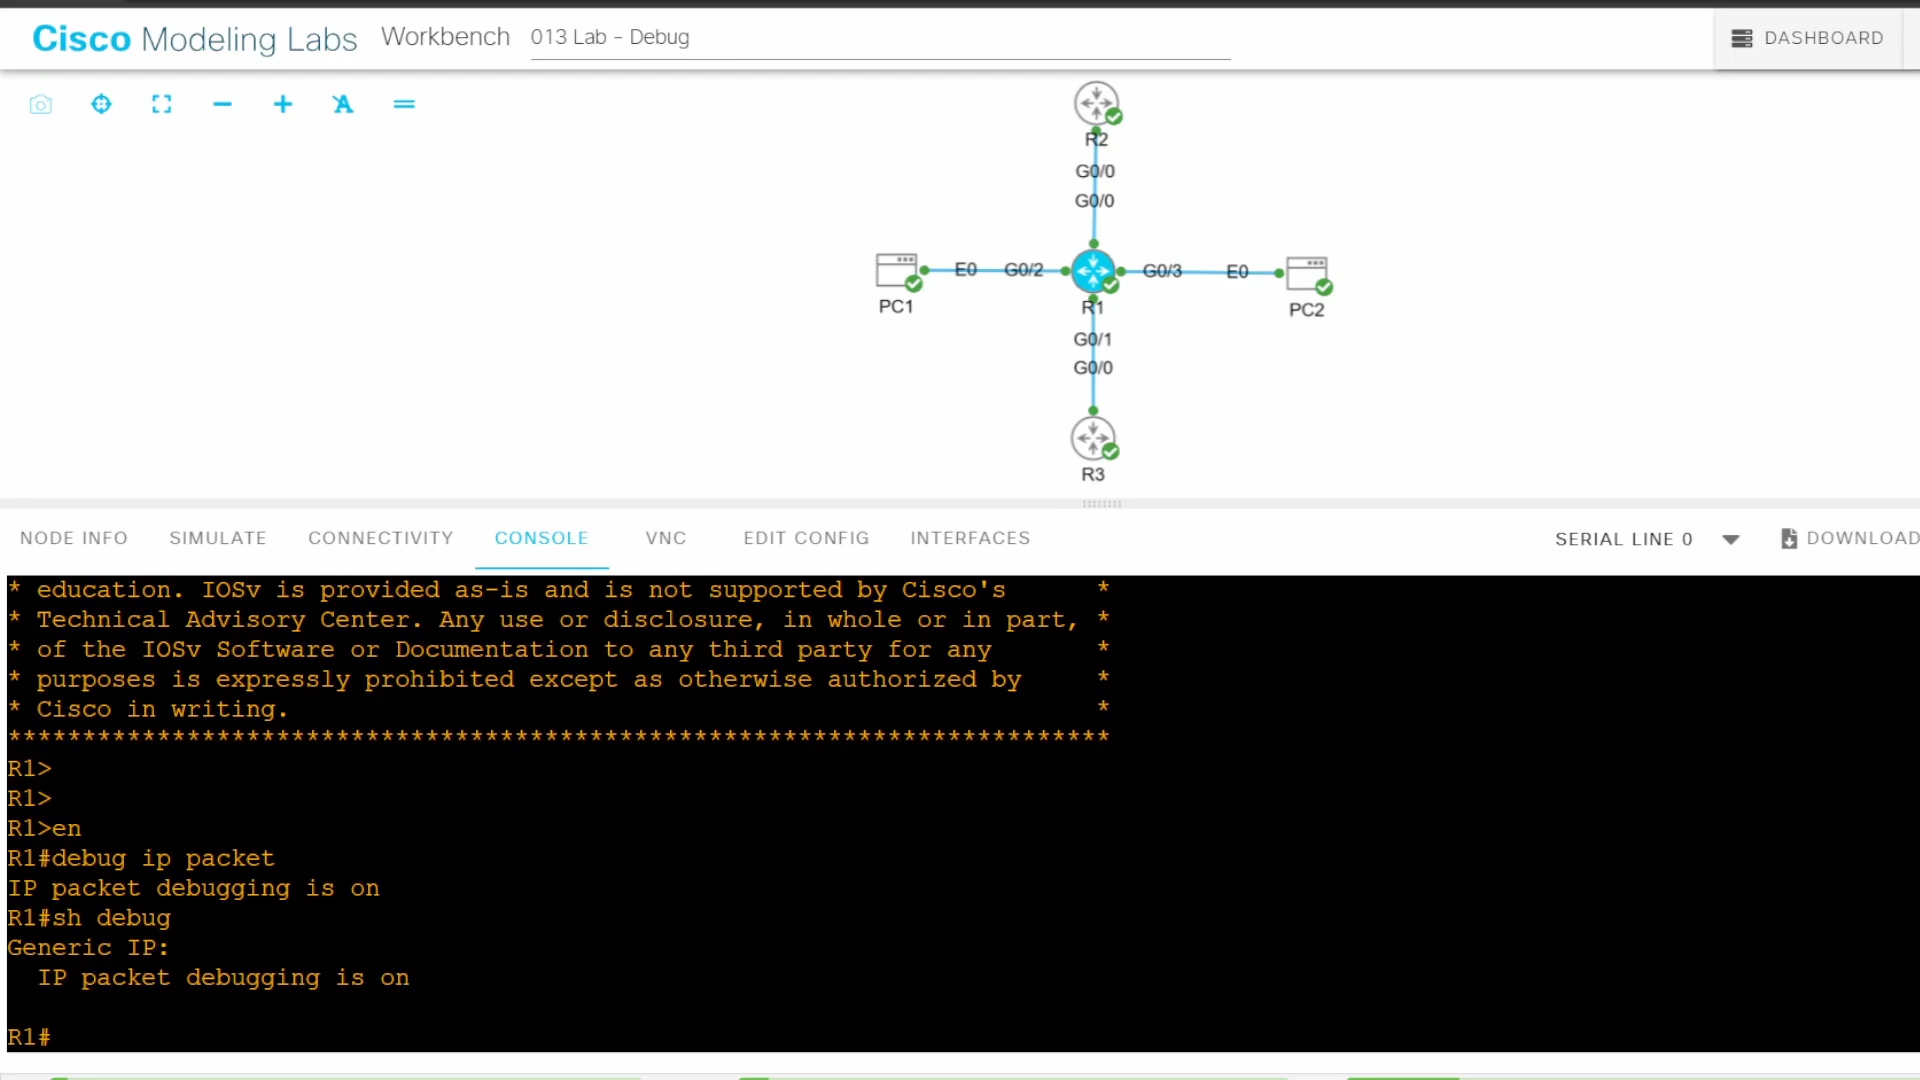 Cisco Modeling Labs Workbench 013 Lab - Debug DASHBOARD
R2
G0/0
G0/0
E0 G0/2 G0/3 E0
PC1 R1 PC2
G0/1
G0/0
R3
NODE INFO SIMULATE CONNECTIVITY CONSOLE VNC EDIT CONFIG INTERFACES SERIAL LINE 0 DOWNLOAD
* education. IOSv is provided as-is and is not supported by Cisco's *
* Technical Advisory Center. Any use or disclosure, in whole or in part, *
* of the IOSv Software or Documentation to any third party for any *
* purposes is expressly prohibited except as otherwise authorized by *
* Cisco in writing. *
**************************************************************************
R1>
R1>
R1>en
R1#debug ip packet
IP packet debugging is on
R1#sh debug
Generic IP:
  IP packet debugging is on
R1#